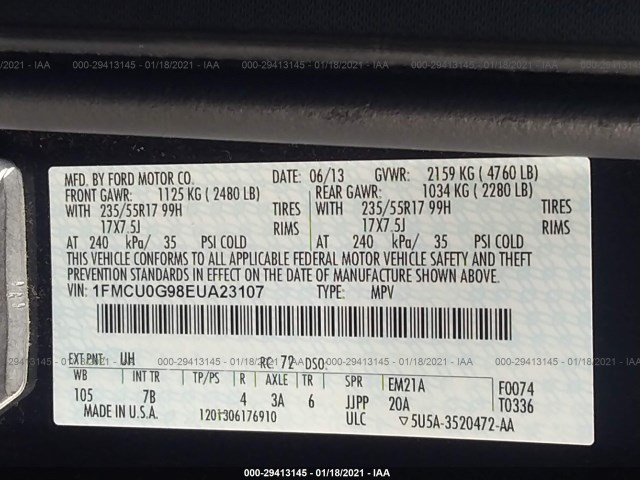 000-29413145 - 01/18/2021 - IAA
MFD. BY FORD MOTOR CO. DATE: 06/13 GVWR: 2159 KG ( 4760 LB)
FRONT GAWR: 1125 KG ( 2480 LB) REAR GAWR: 1034 KG ( 2280 LB)
WITH 235/55R17 99H TIRES WITH 235/55R17 99H TIRES
17X7.5J RIMS 17X7.5J RIMS
AT 240 kPa/ 35 PSI COLD AT 240 kPa/ 35 PSI COLD
THIS VEHICLE CONFORMS TO ALL APPLICABLE FEDERAL MOTOR VEHICLE SAFETY AND THEFT
PREVENTION STANDARDS IN EFFECT ON THE DATE OF MANUFACTURE SHOWN ABOVE.
VIN: 1FMCU0G98EUA23107 TYPE: MPV
EXT PNT: UH RC: 72 DSO:
WB INT TR TP/PS R AXLE TR SPR EM21A F0074
105 7B 4 3A 6 JJPP 20A T0336
MADE IN U.S.A. 1201306176910 ULC 5U5A-3520472-AA
000-29413145 - 01/18/2021 - IAA
000-29413145 - 01/18/2021 - IAA